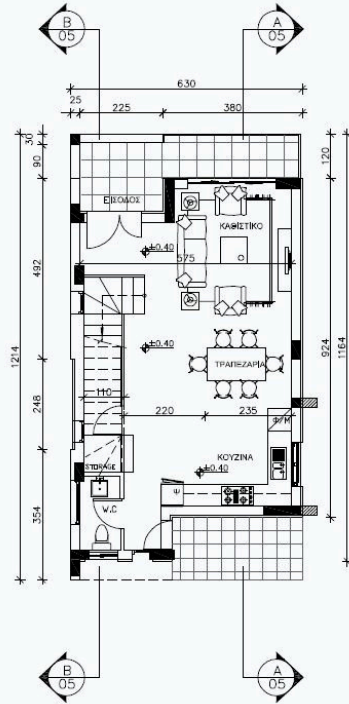 B
05
A
05
630
25
225
380
30
90
120
ΕΙΣΟΔΟΣ
ΚΑΘΙΣΤΙΚΟ
±0.40
575
492
1214
924
1164
±0.40
ΤΡΑΠΕΖΑΡΙΑ
110
248
220
235
Φ/Μ
ΚΟΥΖΙΝΑ
STORAGE
±0.40
Ψ
W.C
354
B
05
A
05